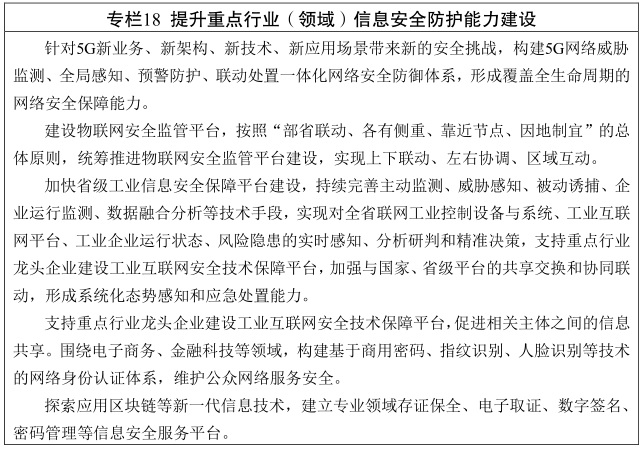 专栏18 提升重点行业（领域）信息安全防护能力建设
针对5G新业务、新架构、新技术、新应用场景带来新的安全挑战，构建5G网络威胁
监测、全局感知、预警防护、联动处置一体化网络安全防御体系，形成覆盖全生命周期的
网络安全保障能力。
建设物联网安全监管平台，按照“部省联动、各有侧重、靠近节点、因地制宜”的总
体原则，统筹推进物联网安全监管平台建设，实现上下联动、左右协调、区域互动。
加快省级工业信息安全保障平台建设，持续完善主动监测、威胁感知、被动诱捕、企
业运行监测、数据融合分析等技术手段，实现对全省联网工业控制设备与系统、工业互联
网平台、工业企业运行状态、风险隐患的实时感知、分析研判和精准决策，支持重点行业
龙头企业建设工业互联网安全技术保障平台，加强与国家、省级平台的共享交换和协同联
动，形成系统化态势感知和应急处置能力。
支持重点行业龙头企业建设工业互联网安全技术保障平台，促进相关主体之间的信息
共享。围绕电子商务、金融科技等领域，构建基于商用密码、指纹识别、人脸识别等技术
的网络身份认证体系，维护公众网络服务安全。
探索应用区块链等新一代信息技术，建立专业领域存证保全、电子取证、数字签名、
密码管理等信息安全服务平台。